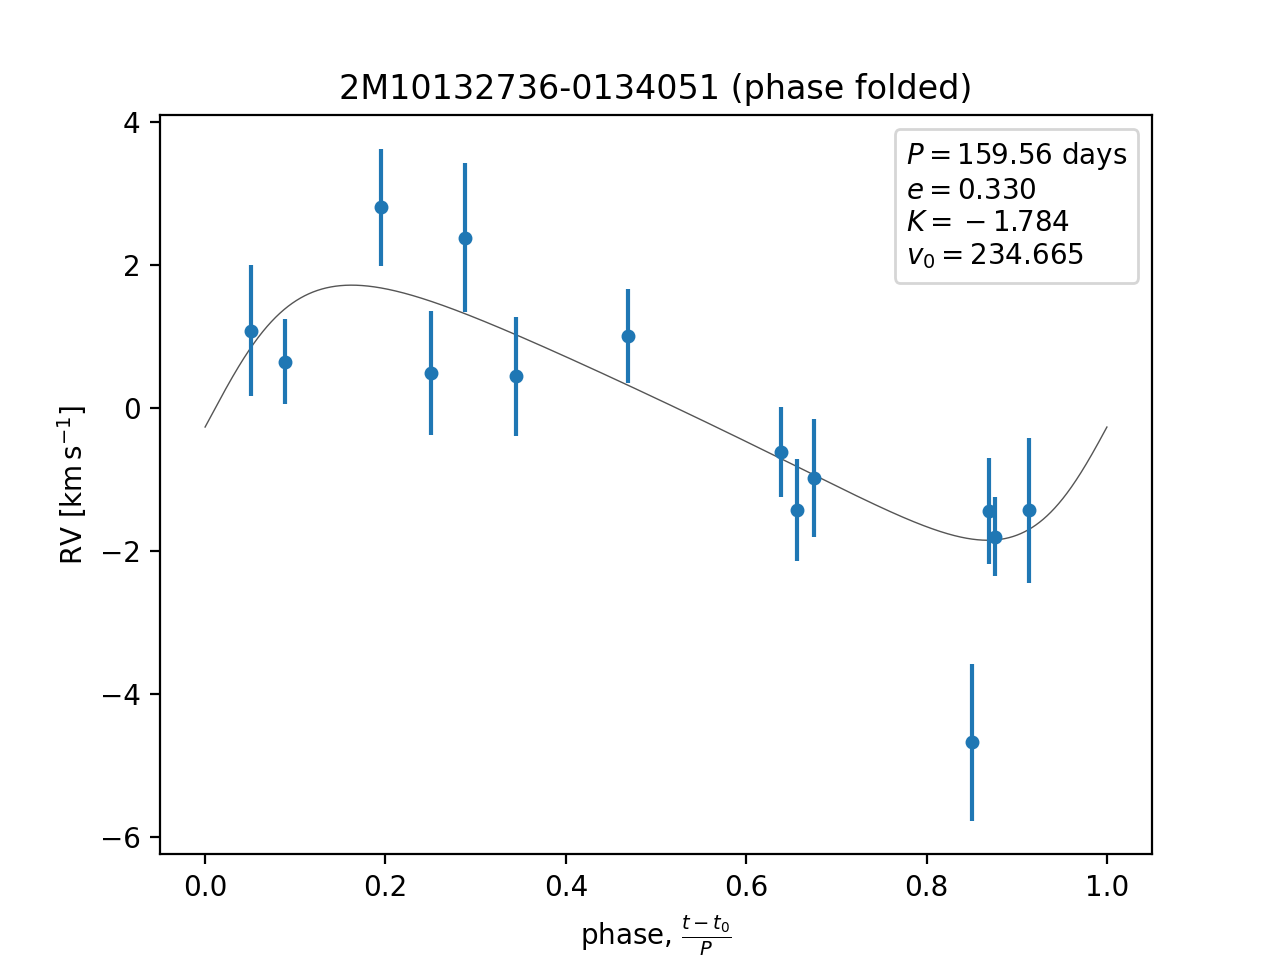 2M10132736-0134051 (phase folded)
P = 159.56 days
e = 0.330
K = −1.784
v₀ = 234.665
RV [km s⁻¹]
4
2
0
−2
−4
−6
0.0 0.2 0.4 0.6 0.8 1.0
phase, (t − t₀)/P